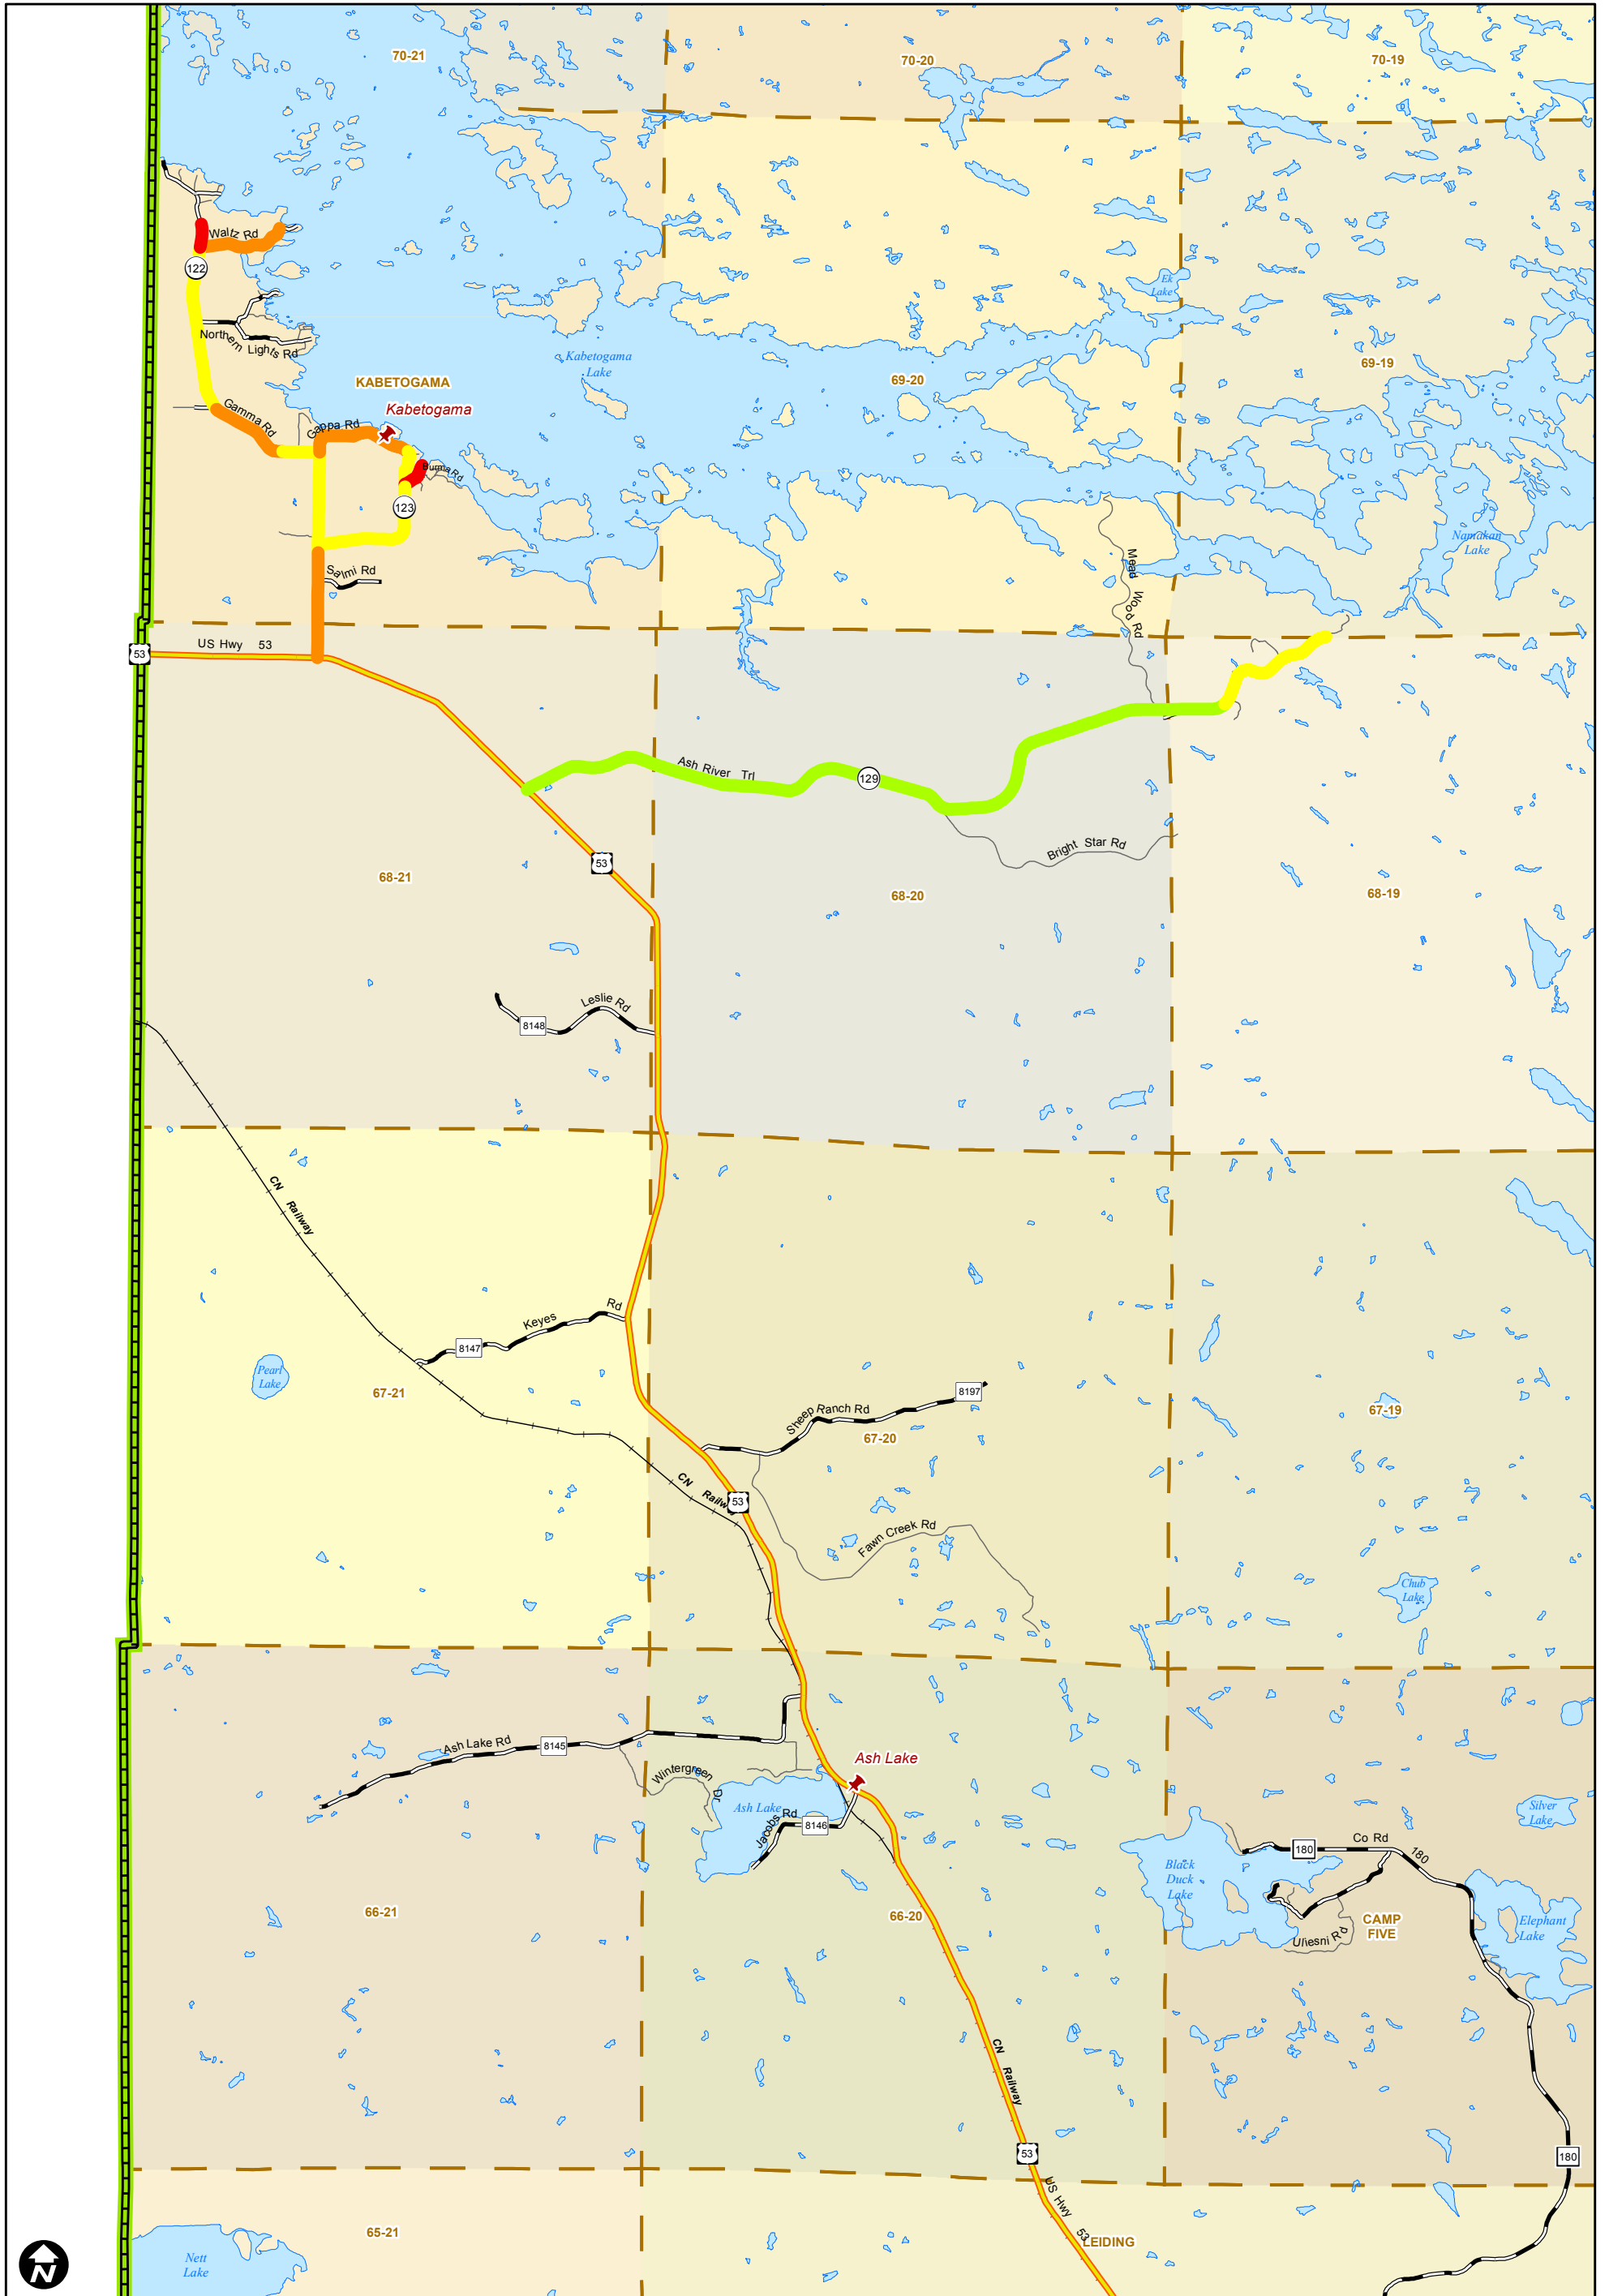 70-21
70-20
70-19
Waltz Rd
122
Ek
Lake
Northern Lights Rd
Kabetogama
Lake
69-19
KABETOGAMA
69-20
Kabetogama
Gamma Rd
Gappa Rd
Burma Rd
123
Namakan
Lake
Mead Wood Rd
Salmi Rd
US Hwy 53
53
Ash River Trl
129
Bright Star Rd
53
68-21
68-20
68-19
Leslie Rd
8148
CN Railway
Keyes Rd
8147
Pearl
Lake
67-21
8197
Sheep Ranch Rd
67-20
67-19
CN Railw
53
Fawn Creek Rd
Chub
Lake
Ash Lake Rd
8145
Ash Lake
Wintergreen Dr
Ash Lake
Jacobs Rd
8146
Silver
Lake
Co Rd 180
180
Black
Duck
Lake
66-21
66-20
CAMP
FIVE
Elephant
Lake
Uliesni Rd
CN Railway
53
180
US Hwy 53
65-21
LEIDING
Nett
Lake
N